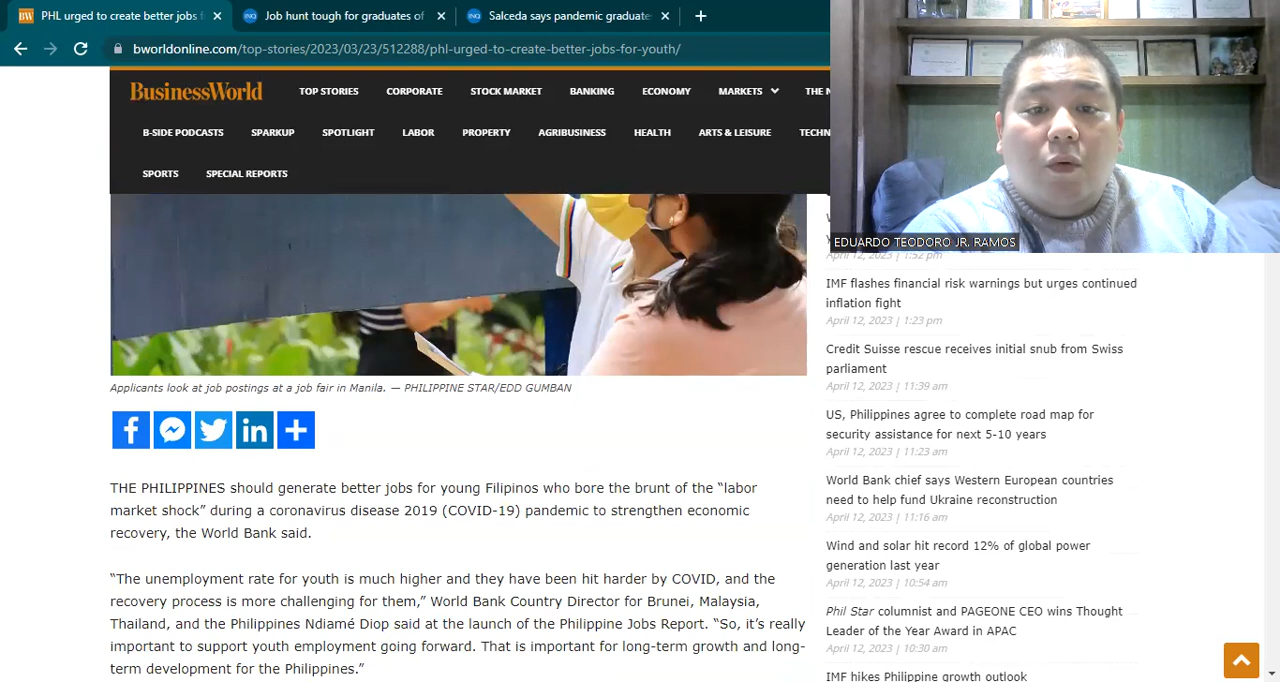 PHL urged to create better jobs f
Job hunt tough for graduates of
Salceda says pandemic graduate
bworldonline.com/top-stories/2023/03/23/512288/phl-urged-to-create-better-jobs-for-youth/
BusinessWorld
TOP STORIES CORPORATE STOCK MARKET BANKING ECONOMY MARKETS THE N
B-SIDE PODCASTS SPARKUP SPOTLIGHT LABOR PROPERTY AGRIBUSINESS HEALTH ARTS & LEISURE TECHN
SPORTS SPECIAL REPORTS
EDUARDO TEODORO JR. RAMOS
Applicants look at job postings at a job fair in Manila. — PHILIPPINE STAR/EDD GUMBAN
THE PHILIPPINES should generate better jobs for young Filipinos who bore the brunt of the “labor
market shock” during a coronavirus disease 2019 (COVID-19) pandemic to strengthen economic
recovery, the World Bank said.
“The unemployment rate for youth is much higher and they have been hit harder by COVID, and the
recovery process is more challenging for them,” World Bank Country Director for Brunei, Malaysia,
Thailand, and the Philippines Ndiamé Diop said at the launch of the Philippine Jobs Report. “So, it’s really
important to support youth employment going forward. That is important for long-term growth and long-
term development for the Philippines.”
April 12, 2023 | 1:52 pm
IMF flashes financial risk warnings but urges continued
inflation fight
April 12, 2023 | 1:23 pm
Credit Suisse rescue receives initial snub from Swiss
parliament
April 12, 2023 | 11:39 am
US, Philippines agree to complete road map for
security assistance for next 5-10 years
April 12, 2023 | 11:23 am
World Bank chief says Western European countries
need to help fund Ukraine reconstruction
April 12, 2023 | 11:16 am
Wind and solar hit record 12% of global power
generation last year
April 12, 2023 | 10:54 am
Phil Star columnist and PAGEONE CEO wins Thought
Leader of the Year Award in APAC
April 12, 2023 | 10:30 am
IMF hikes Philippine growth outlook